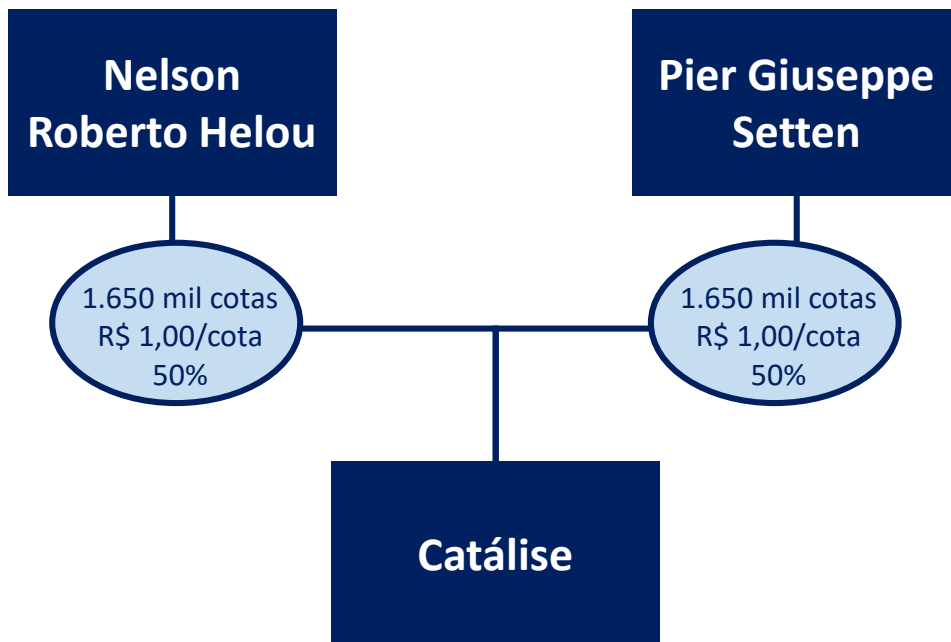 Nelson
Roberto Helou
Pier Giuseppe
Setten
1.650 mil cotas
R$ 1,00/cota
50%
1.650 mil cotas
R$ 1,00/cota
50%
Catálise